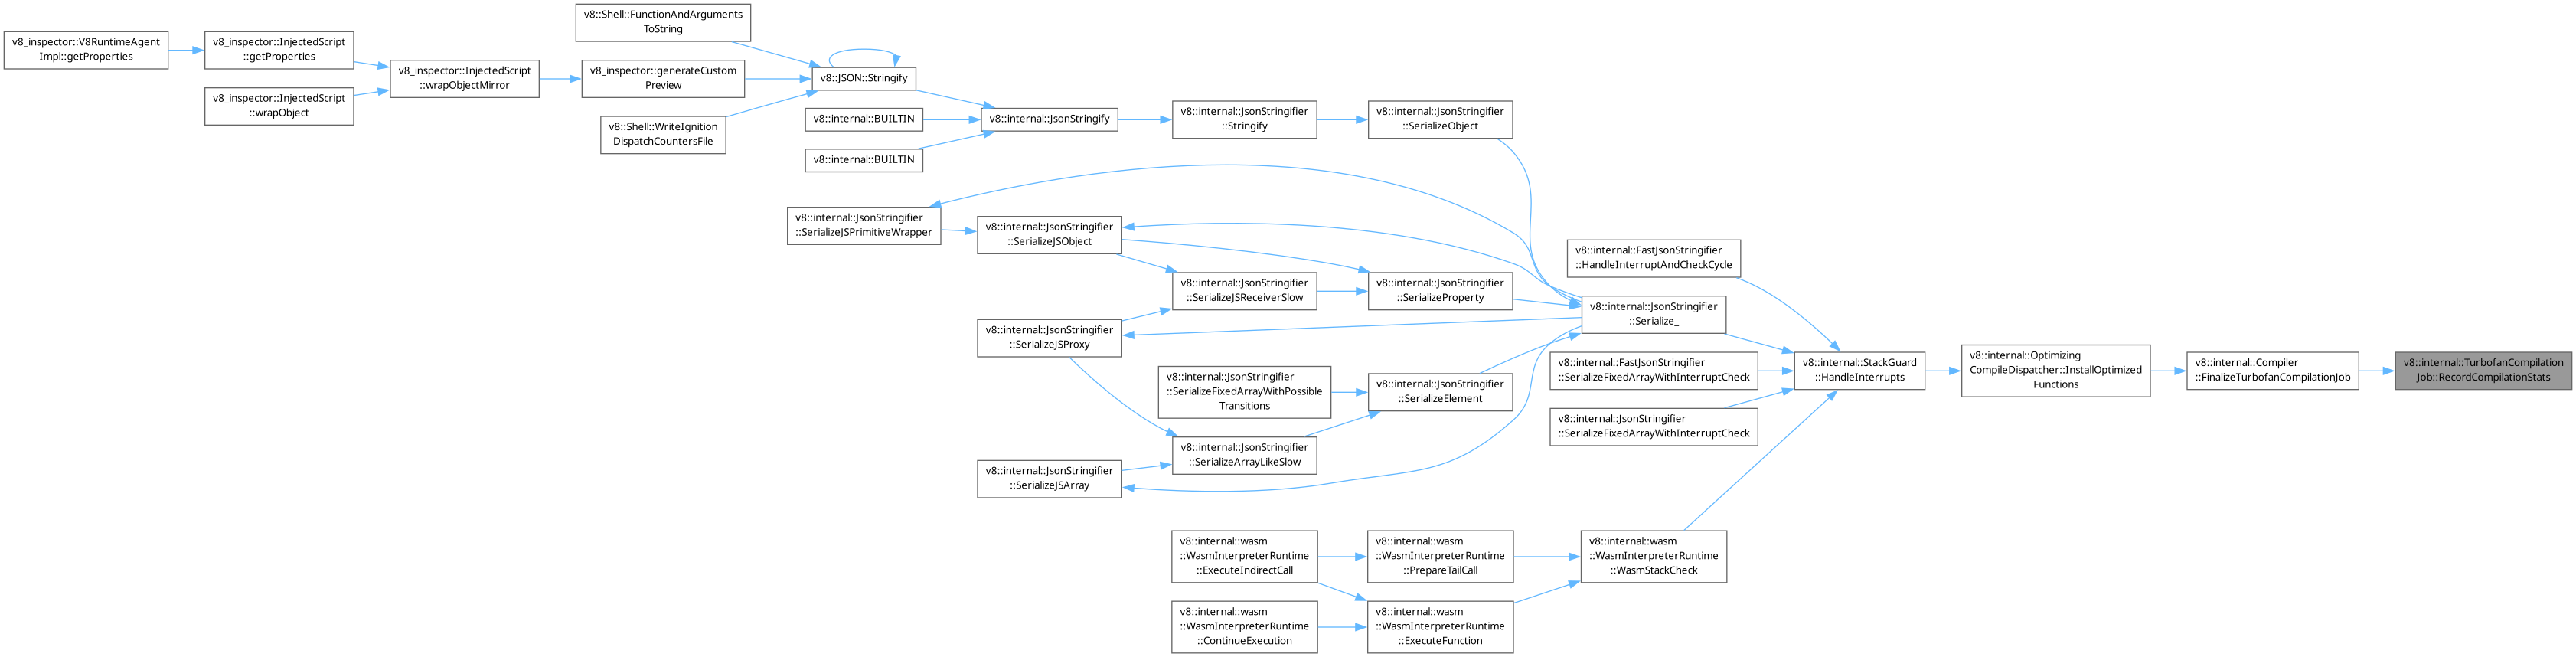 v8::Shell::FunctionAndArguments
ToString
v8_inspector::V8RuntimeAgent
Impl::getProperties
v8_inspector::InjectedScript
::getProperties
v8_inspector::InjectedScript
::wrapObjectMirror
v8_inspector::generateCustom
Preview
v8::JSON::Stringify
v8_inspector::InjectedScript
::wrapObject
v8::Shell::WriteIgnition
DispatchCountersFile
v8::internal::BUILTIN
v8::internal::JsonStringify
v8::internal::JsonStringifier
::Stringify
v8::internal::JsonStringifier
::SerializeObject
v8::internal::BUILTIN
v8::internal::JsonStringifier
::SerializeJSPrimitiveWrapper
v8::internal::JsonStringifier
::SerializeJSObject
v8::internal::FastJsonStringifier
::HandleInterruptAndCheckCycle
v8::internal::JsonStringifier
::SerializeJSReceiverSlow
v8::internal::JsonStringifier
::SerializeProperty
v8::internal::JsonStringifier
::Serialize_
v8::internal::JsonStringifier
::SerializeJSProxy
v8::internal::FastJsonStringifier
::SerializeFixedArrayWithInterruptCheck
v8::internal::StackGuard
::HandleInterrupts
v8::internal::Optimizing
CompileDispatcher::InstallOptimized
Functions
v8::internal::Compiler
::FinalizeTurbofanCompilationJob
v8::internal::TurbofanCompilation
Job::RecordCompilationStats
v8::internal::JsonStringifier
::SerializeFixedArrayWithPossible
Transitions
v8::internal::JsonStringifier
::SerializeElement
v8::internal::JsonStringifier
::SerializeFixedArrayWithInterruptCheck
v8::internal::JsonStringifier
::SerializeArrayLikeSlow
v8::internal::JsonStringifier
::SerializeJSArray
v8::internal::wasm
::WasmInterpreterRuntime
::ExecuteIndirectCall
v8::internal::wasm
::WasmInterpreterRuntime
::PrepareTailCall
v8::internal::wasm
::WasmInterpreterRuntime
::WasmStackCheck
v8::internal::wasm
::WasmInterpreterRuntime
::ContinueExecution
v8::internal::wasm
::WasmInterpreterRuntime
::ExecuteFunction